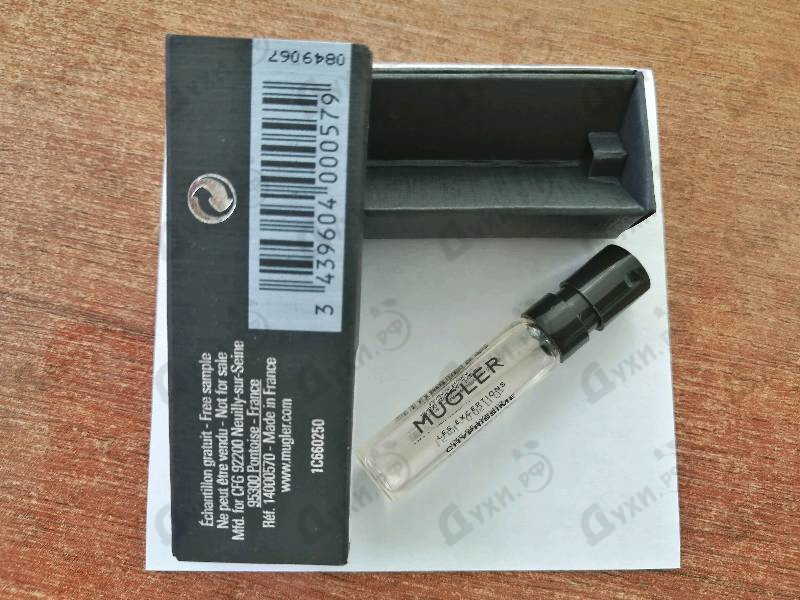 0849067
3 439604 000579
Échantillon gratuit - Free sample
Ne peut être vendu - Not for sale
Mfd. for CFG 92200 Neuilly-sur-Seine
95300 Pontoise - France
Réf. 14000570 - Made in France
www.mugler.com
1C660250
MUGLER
LES EXCEPTIONS
Духи.РФ